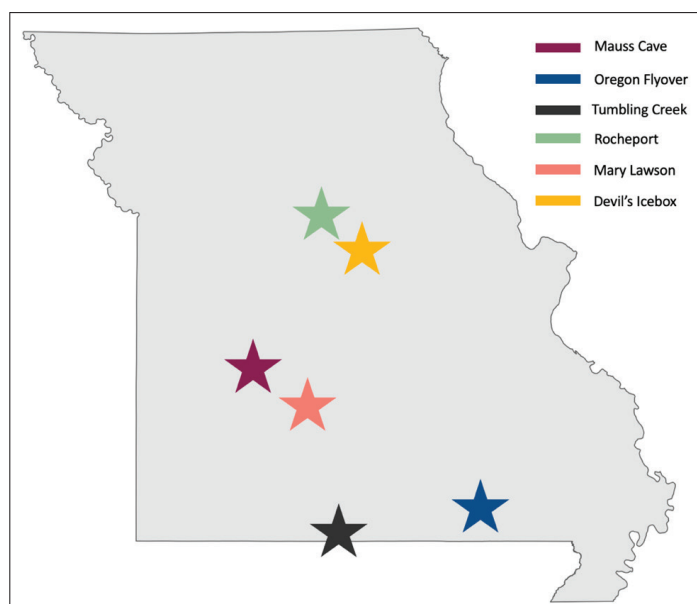 Mauss Cave
Oregon Flyover
Tumbling Creek
Rocheport
Mary Lawson
Devil's Icebox